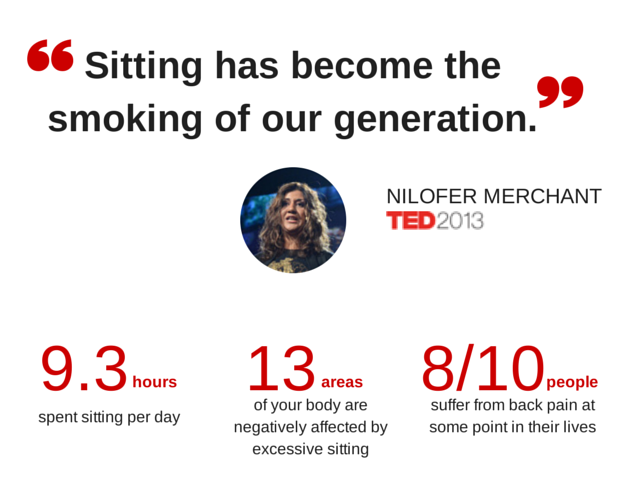 “ Sitting has become the
smoking of our generation. ”
NILOFER MERCHANT
TED2013
9.3 hours
spent sitting per day
13 areas
of your body are
negatively affected by
excessive sitting
8/10 people
suffer from back pain at
some point in their lives